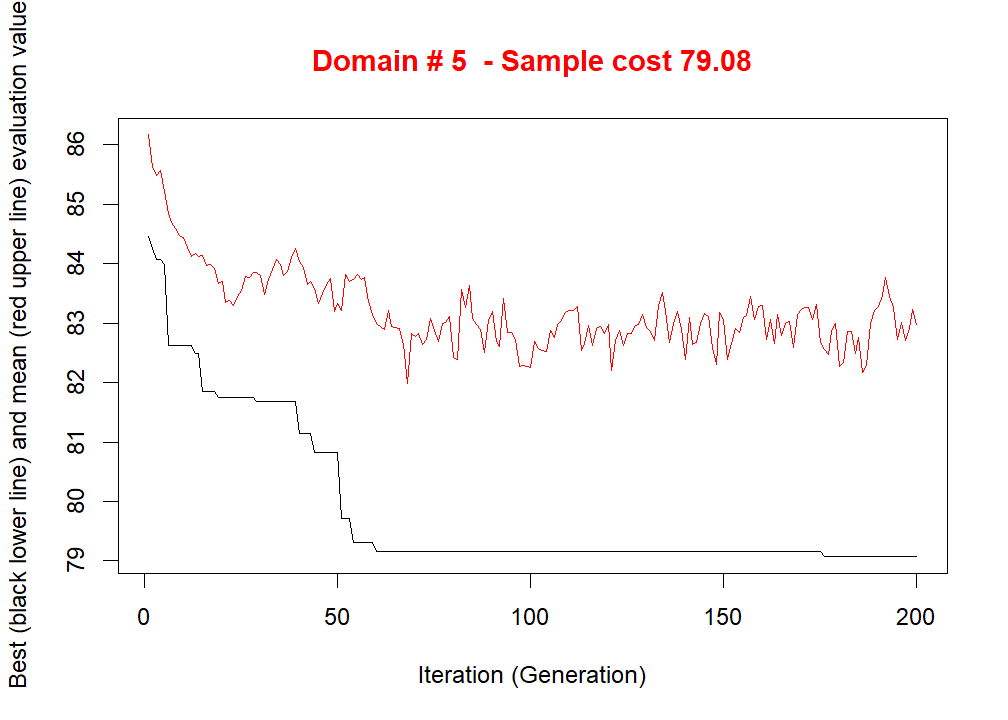 Domain # 5  - Sample cost 79.08
Best (black lower line) and mean (red upper line) evaluation value
86
85
84
83
82
81
80
79
0 50 100 150 200
Iteration (Generation)